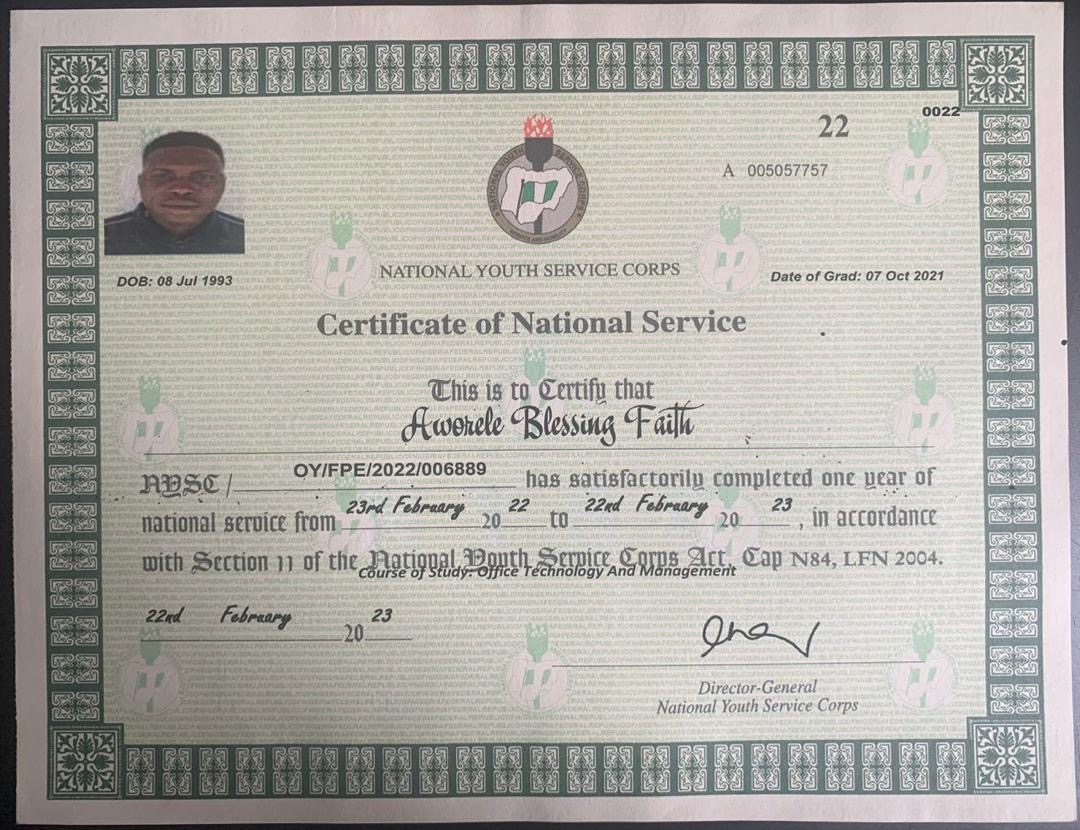 0022
22
A 005057757
NATIONAL YOUTH SERVICE CORPS
DOB: 08 Jul 1993
Date of Grad: 07 Oct 2021
Certificate of National Service
This is to Certify that
Aworele Blessing Faith
NYSC / OY/FPE/2022/006889 has satisfactorily completed one year of
national service from 23rd February 20 22 to 22nd February 20 23, in accordance
with Section 11 of the National Youth Service Corps Act, Cap N84, LFN 2004.
Course of Study: Office Technology And Management
22nd February 20 23
Director-General
National Youth Service Corps